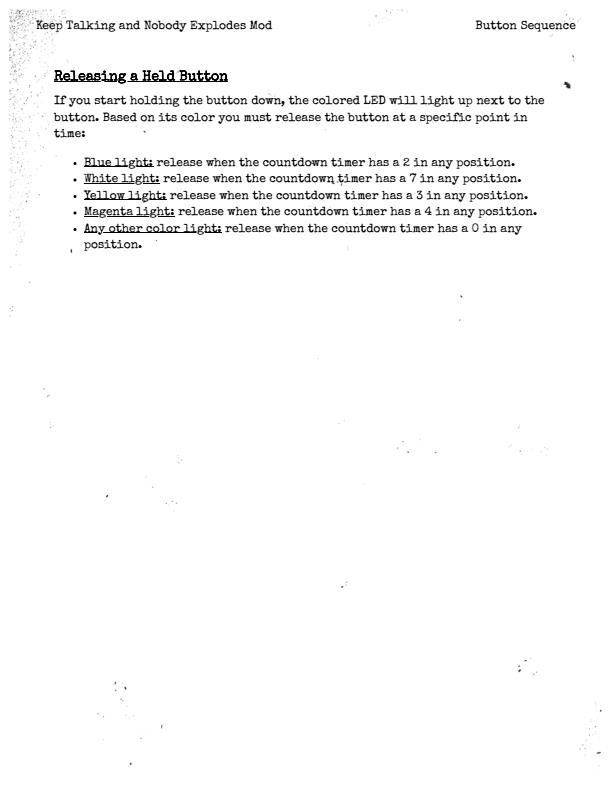 Keep Talking and Nobody Explodes Mod
Button Sequence
Releasing a Held Button
If you start holding the button down, the colored LED will light up next to the
button. Based on its color you must release the button at a specific point in
time:
• Blue light: release when the countdown timer has a 2 in any position.
• White light: release when the countdown timer has a 7 in any position.
• Yellow light: release when the countdown timer has a 3 in any position.
• Magenta light: release when the countdown timer has a 4 in any position.
• Any other color light: release when the countdown timer has a 0 in any
position.